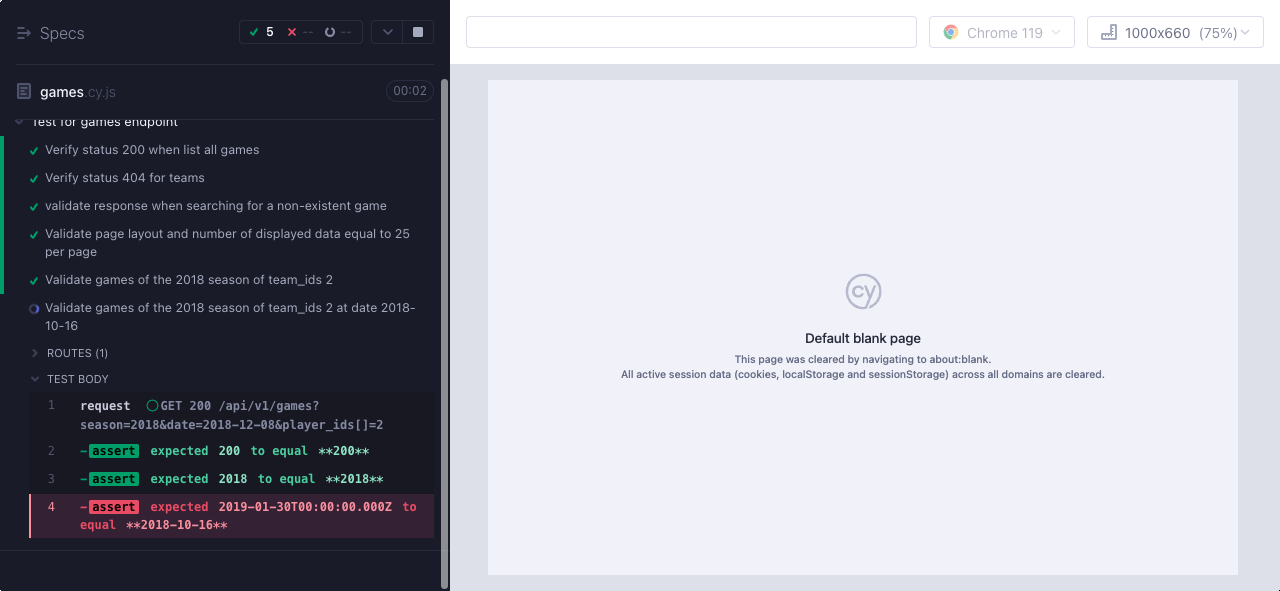 Specs
5
--
--
Chrome 119
1000x660 (75%)
games.cy.js
00:02
Test for games endpoint
Verify status 200 when list all games
Verify status 404 for teams
validate response when searching for a non-existent game
Validate page layout and number of displayed data equal to 25
per page
Validate games of the 2018 season of team_ids 2
Validate games of the 2018 season of team_ids 2 at date 2018-
10-16
ROUTES (1)
TEST BODY
1 request GET 200 /api/v1/games?
season=2018&date=2018-12-08&player_ids[]=2
2 -assert expected 200 to equal **200**
3 -assert expected 2018 to equal **2018**
4 -assert expected 2019-01-30T00:00:00.000Z to
equal **2018-10-16**
cy
Default blank page
This page was cleared by navigating to about:blank.
All active session data (cookies, localStorage and sessionStorage) across all domains are cleared.